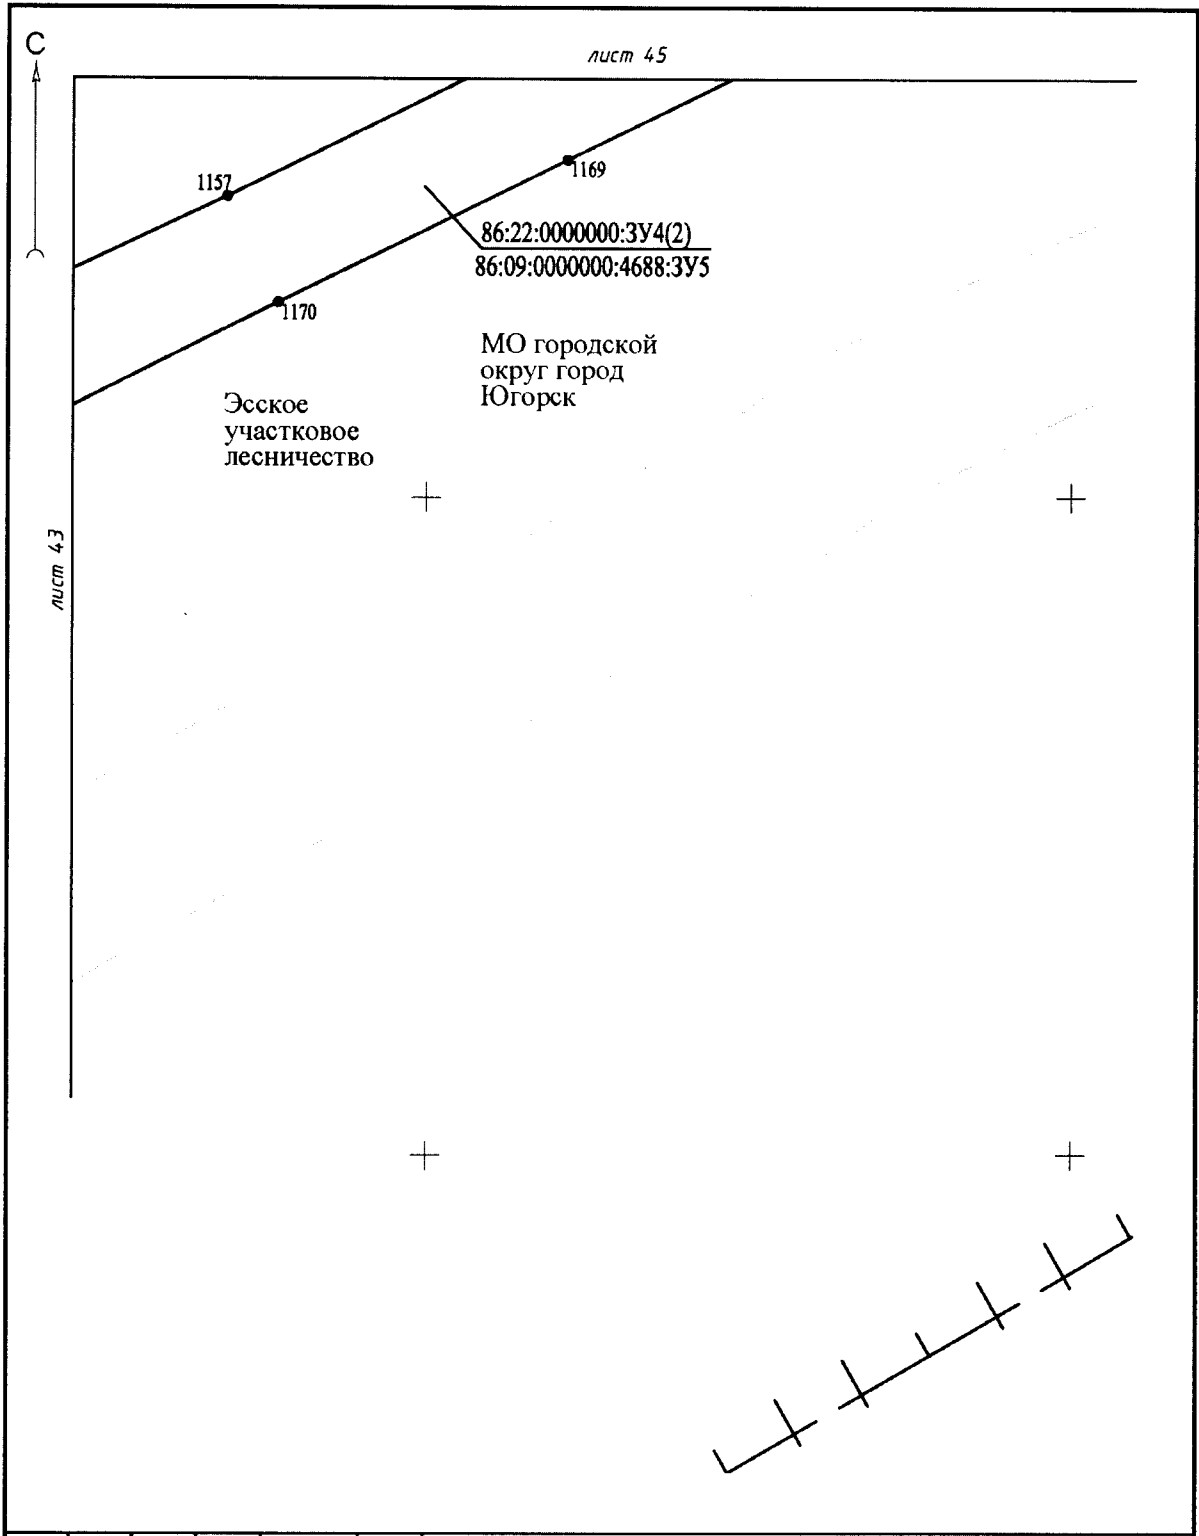 С
лист 45
1157
1169
86:22:0000000:ЗУ4(2)
86:09:0000000:4688:ЗУ5
1170
МО городской
округ город
Югорск
Эсское
участковое
лесничество
лист 43